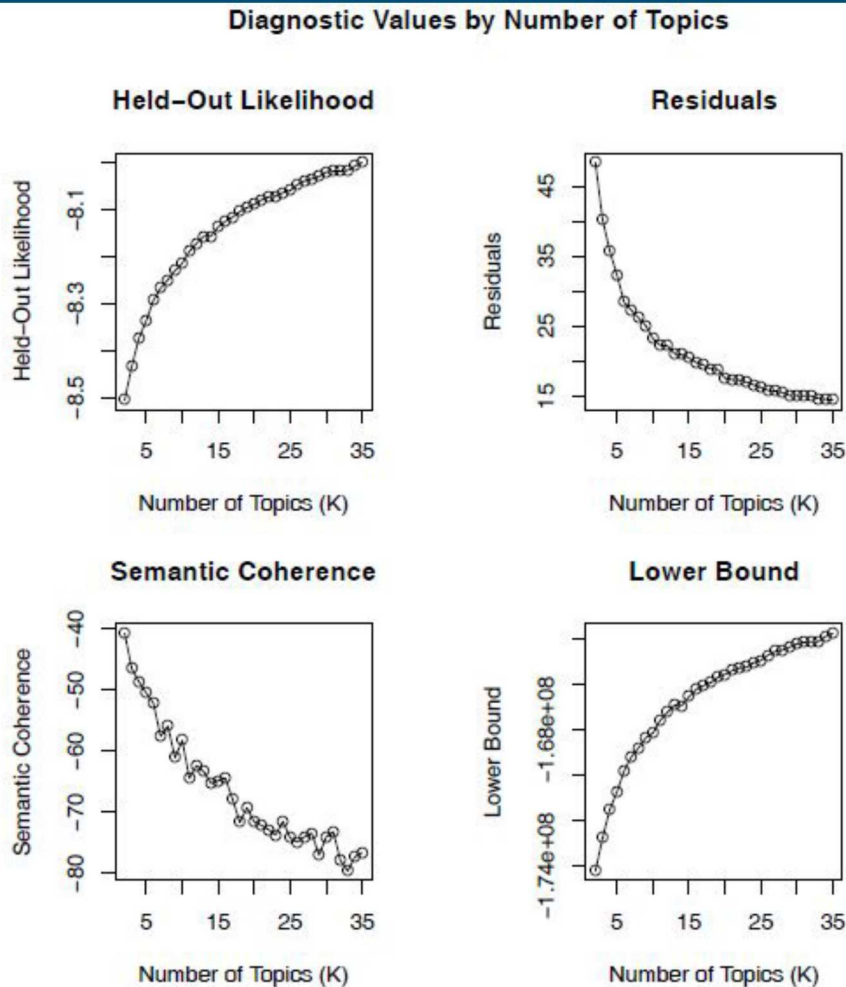 Diagnostic Values by Number of Topics
Held−Out Likelihood
Held−Out Likelihood
−8.1
−8.3
−8.5
5 15 25 35
Number of Topics (K)
Residuals
Residuals
45
35
25
15
5 15 25 35
Number of Topics (K)
Semantic Coherence
Semantic Coherence
−40
−50
−60
−70
−80
5 15 25 35
Number of Topics (K)
Lower Bound
Lower Bound
−1.68e+08
−1.74e+08
5 15 25 35
Number of Topics (K)